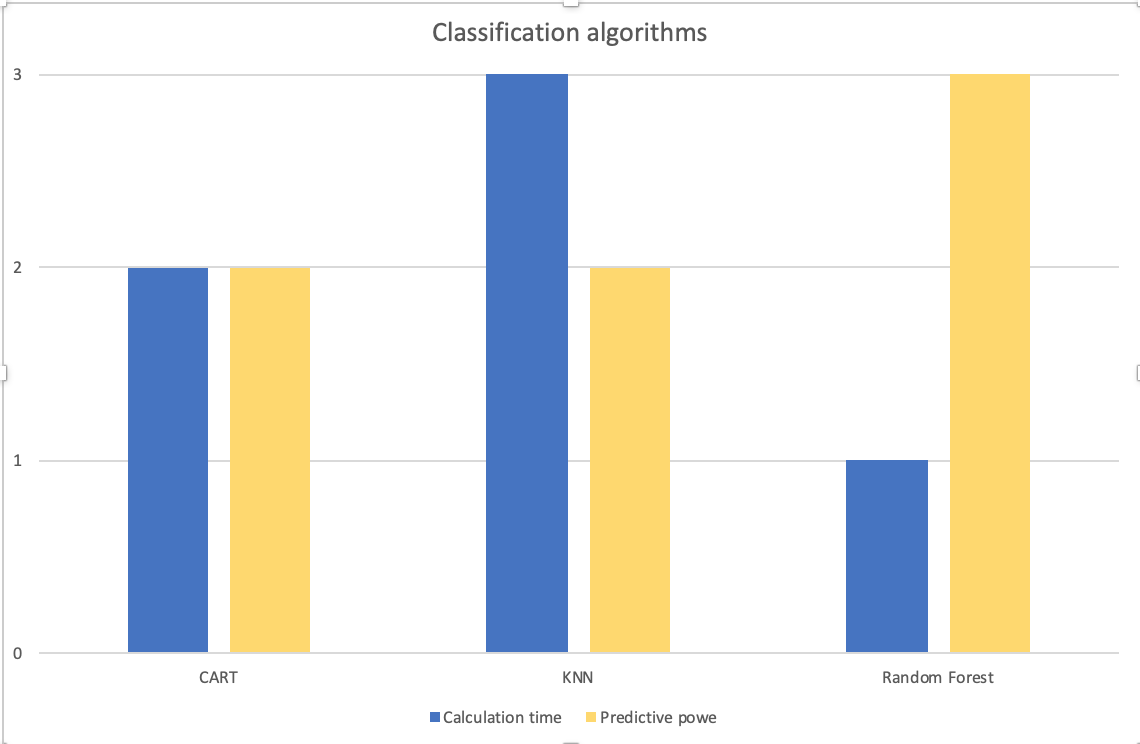 Classification algorithms
3
2
1
0
CART KNN Random Forest
Calculation time Predictive powe